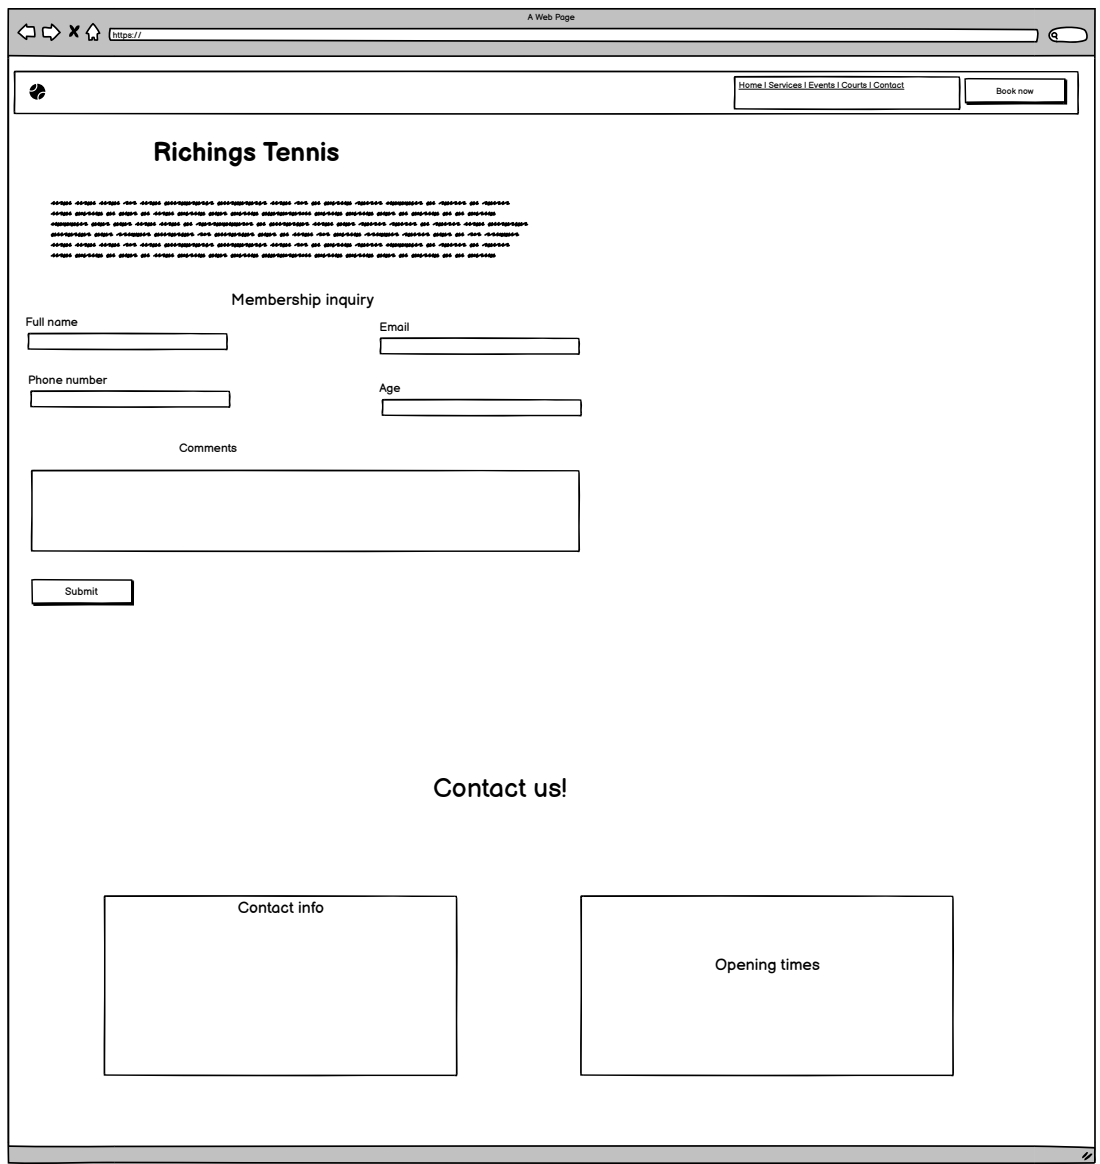 A Web Page
https://
Home | Services | Events | Courts | Contact
Book now
Richings Tennis
Membership inquiry
Full name
Email
Phone number
Age
Comments
Submit
Contact us!
Contact info
Opening times